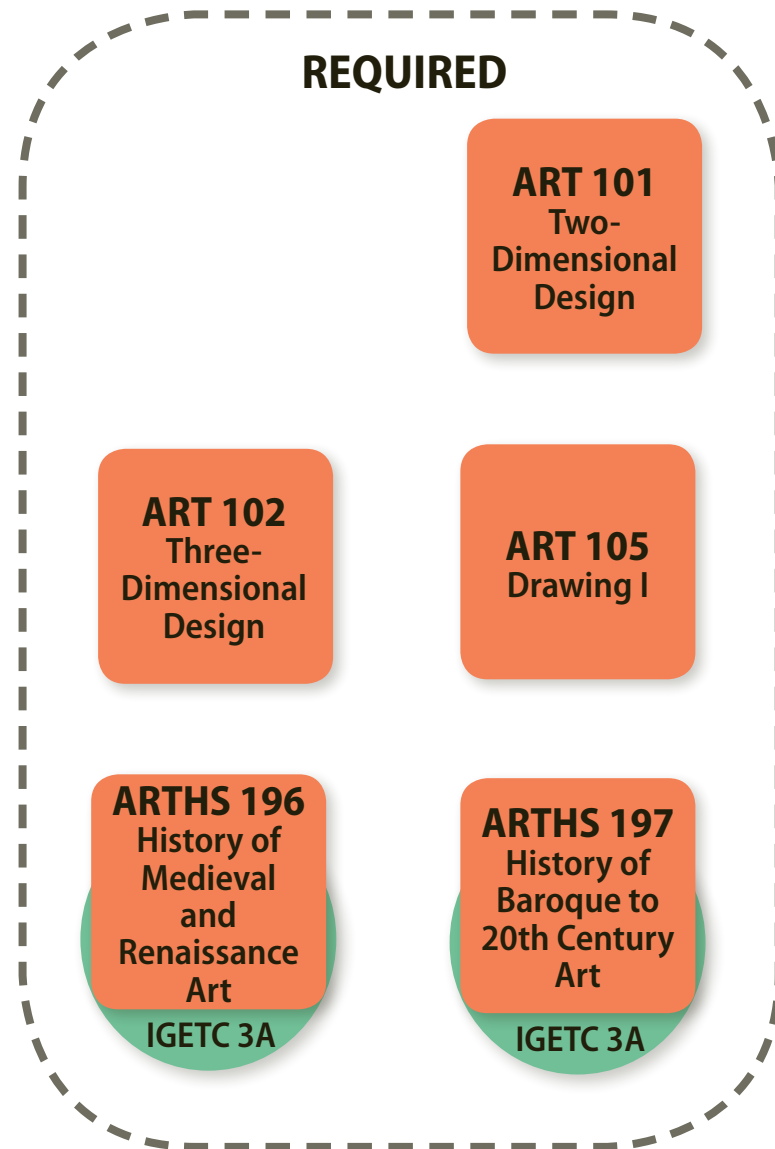 REQUIRED
ART 101
Two-
Dimensional
Design
ART 102
Three-
Dimensional
Design
ART 105
Drawing I
ARTHS 196
History of
Medieval
and
Renaissance
Art
IGETC 3A
ARTHS 197
History of
Baroque to
20th Century
Art
IGETC 3A